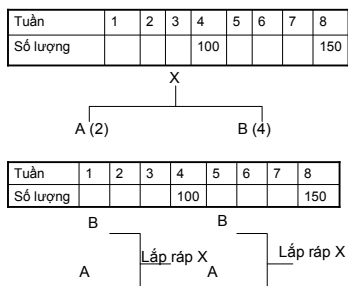 Tuần 1 2 3 4 5 6 7 8
Số lượng 100 150
X
A (2) B (4)
Tuần 1 2 3 4 5 6 7 8
Số lượng 100 150
B B
Lắp ráp X Lắp ráp X
A A